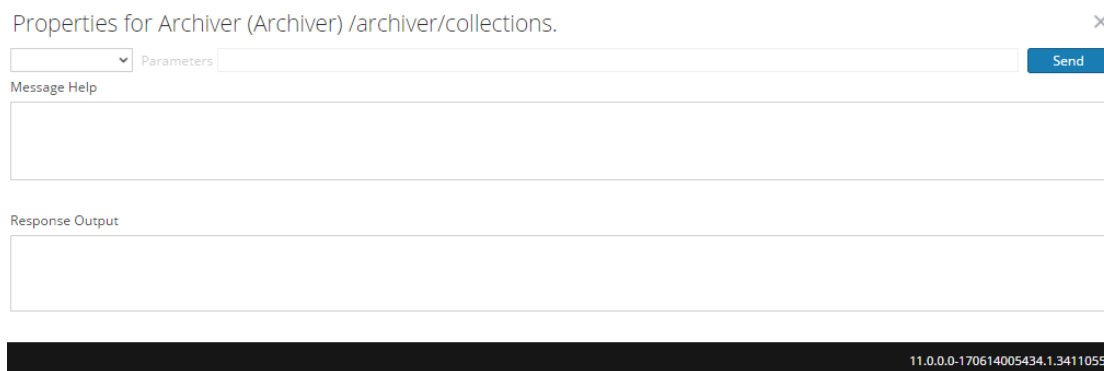 Properties for Archiver (Archiver) /archiver/collections.
Parameters Send
Message Help
Response Output
11.0.0.0-170614005434.1.3411055